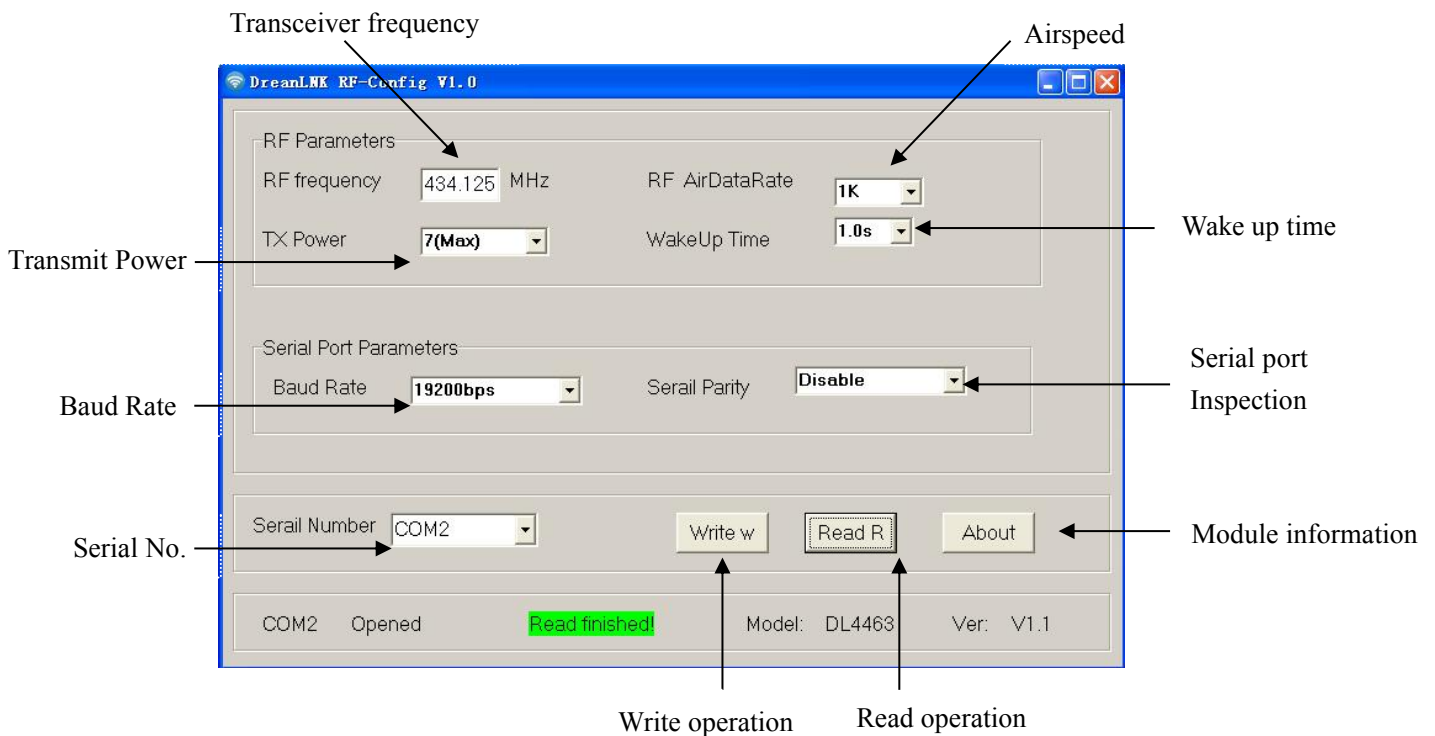 Transceiver frequency
Airspeed
DreanLNK RF-Config V1.0
RF Parameters
RF frequency 434.125 MHz RF AirDataRate 1K
TX Power 7(Max) WakeUp Time 1.0s
Wake up time
Transmit Power
Serial Port Parameters
Baud Rate 19200bps Serail Parity Disable
Serial port
Inspection
Baud Rate
Serail Number COM2 Write w Read R About
Serial No.
Module information
COM2 Opened Read finished! Model: DL4463 Ver: V1.1
Write operation
Read operation